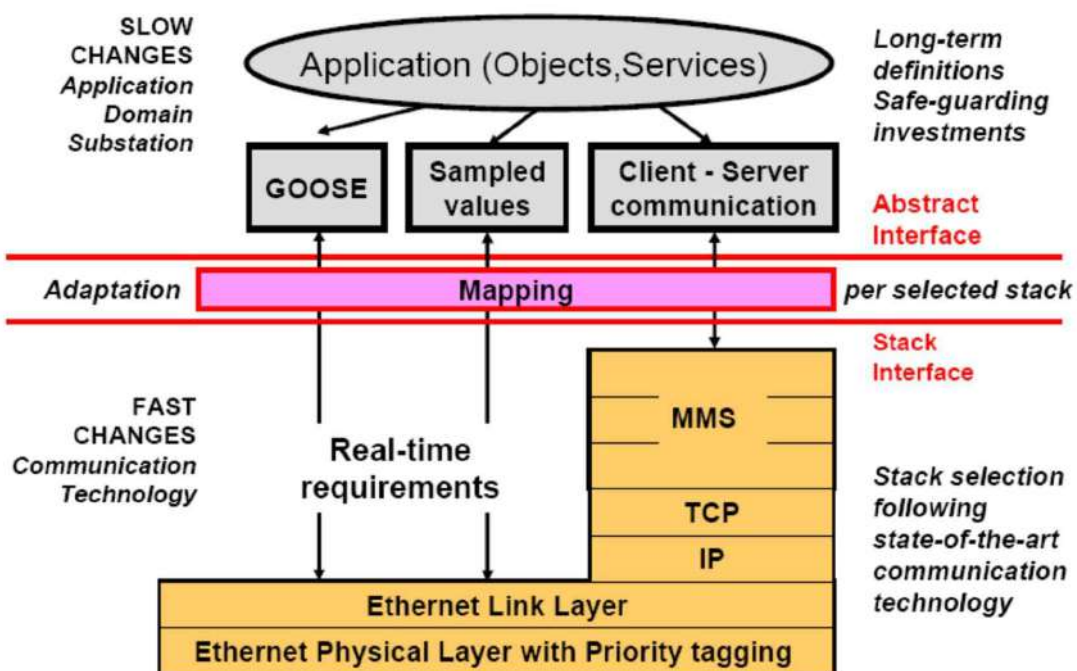 SLOW
CHANGES
Application
Domain
Substation
Application (Objects,Services)
Long-term
definitions
Safe-guarding
investments
GOOSE
Sampled
values
Client - Server
communication
Abstract
Interface
Adaptation
Mapping
per selected stack
Stack
Interface
FAST
CHANGES
Communication
Technology
Real-time
requirements
MMS
TCP
IP
Stack selection
following
state-of-the-art
communication
technology
Ethernet Link Layer
Ethernet Physical Layer with Priority tagging